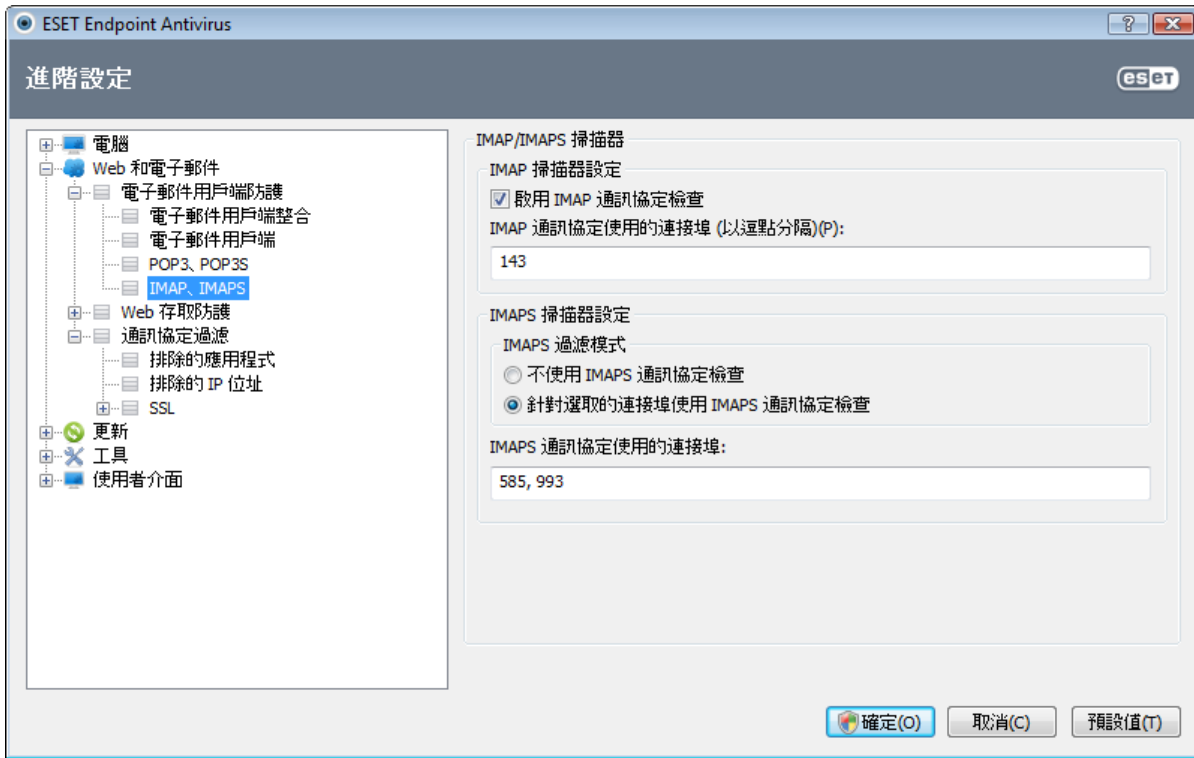 ESET Endpoint Antivirus
進階設定
eset
電腦
Web 和電子郵件
電子郵件用戶端防護
電子郵件用戶端整合
電子郵件用戶端
POP3、POP3S
IMAP、IMAPS
Web 存取防護
通訊協定過濾
排除的應用程式
排除的 IP 位址
SSL
更新
工具
使用者介面
IMAP/IMAPS 掃描器
IMAP 掃描器設定
啟用 IMAP 通訊協定檢查
IMAP 通訊協定使用的連接埠 (以逗點分隔)(P):
143
IMAPS 掃描器設定
IMAPS 過濾模式
不使用 IMAPS 通訊協定檢查
針對選取的連接埠使用 IMAPS 通訊協定檢查
IMAPS 通訊協定使用的連接埠:
585, 993
確定(O)
取消(C)
預設值(T)